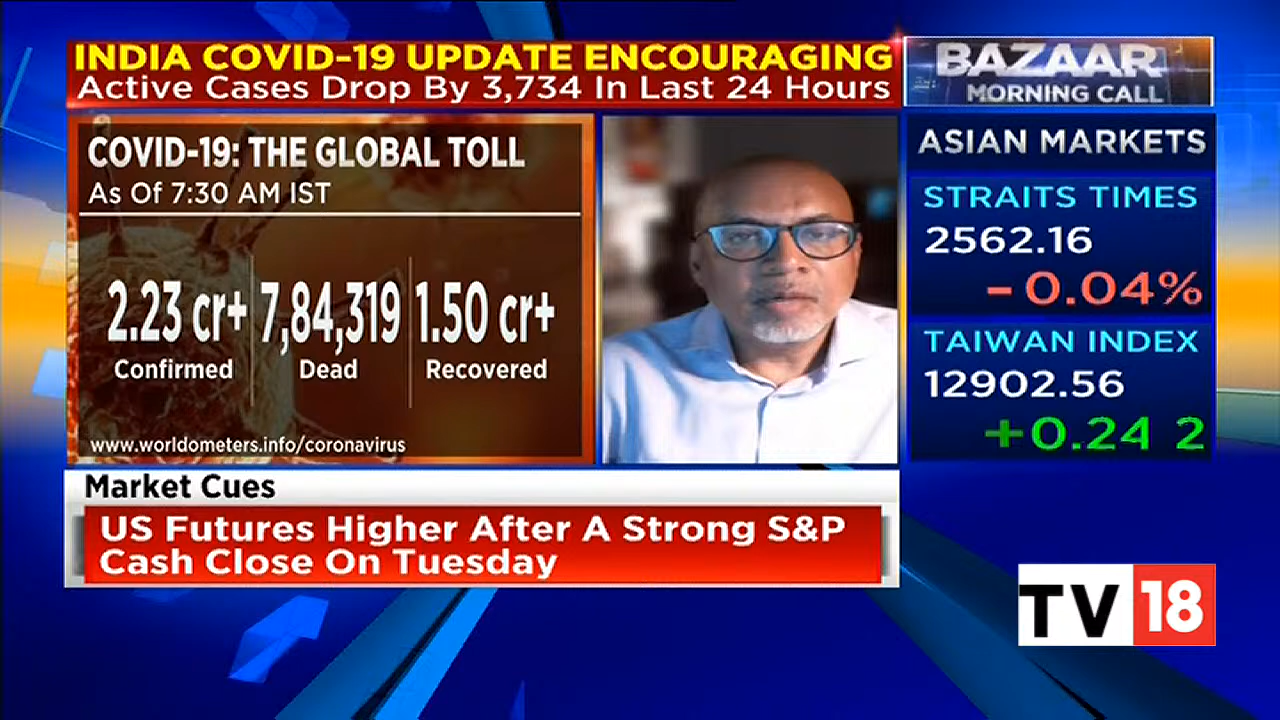 INDIA COVID-19 UPDATE ENCOURAGING
Active Cases Drop By 3,734 In Last 24 Hours
BAZAAR
MORNING CALL
COVID-19: THE GLOBAL TOLL
As Of 7:30 AM IST
2.23 cr+ 7,84,319 1.50 cr+
Confirmed Dead Recovered
www.worldometers.info/coronavirus
ASIAN MARKETS
STRAITS TIMES
2562.16
-0.04%
TAIWAN INDEX
12902.56
+0.24 2
Market Cues
US Futures Higher After A Strong S&P
Cash Close On Tuesday
TV18